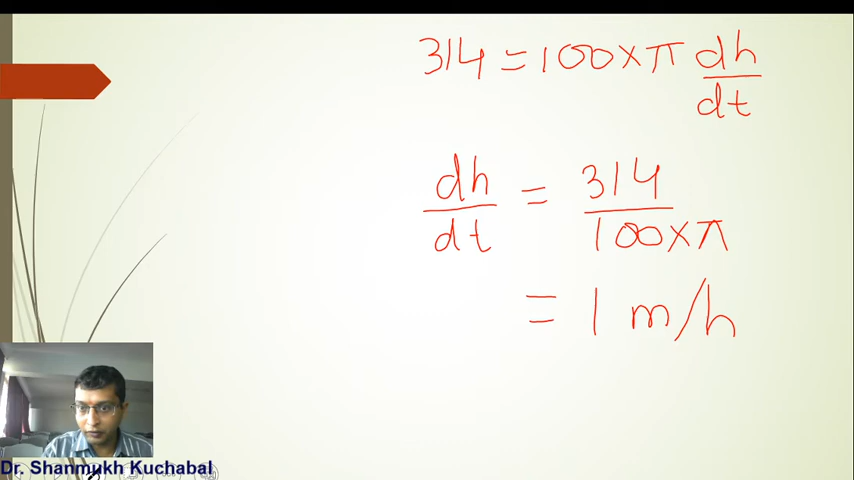 314 = 100 × π dh/dt
dh/dt = 314/100 × π
= 1 m/h
Dr. Shanmukh Kuchabal